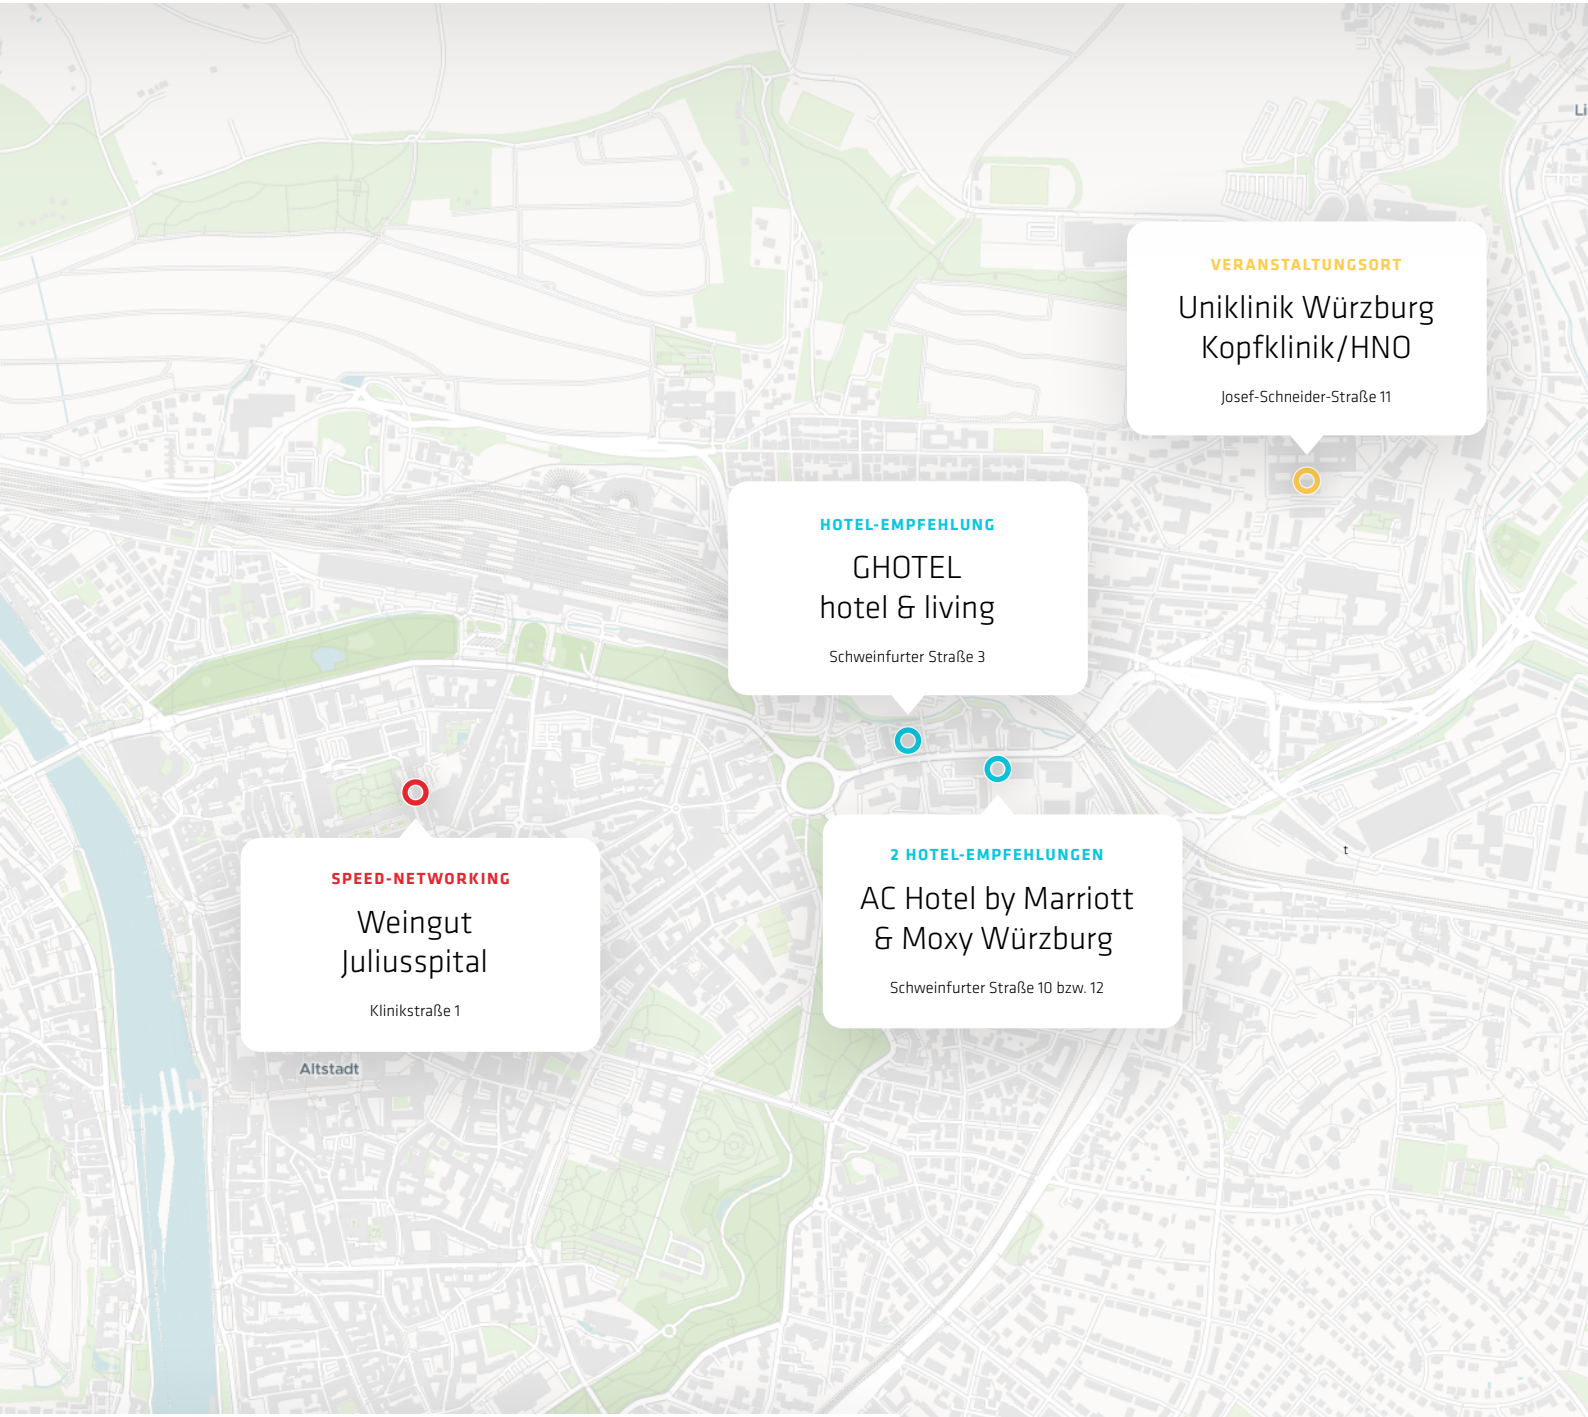 VERANSTALTUNGSORT
Uniklinik Würzburg
Kopfklinik/HNO
Josef-Schneider-Straße 11
HOTEL-EMPFEHLUNG
GHOTEL
hotel & living
Schweinfurter Straße 3
2 HOTEL-EMPFEHLUNGEN
AC Hotel by Marriott
& Moxy Würzburg
Schweinfurter Straße 10 bzw. 12
t
SPEED-NETWORKING
Weingut
Juliusspital
Klinikstraße 1
Altstadt